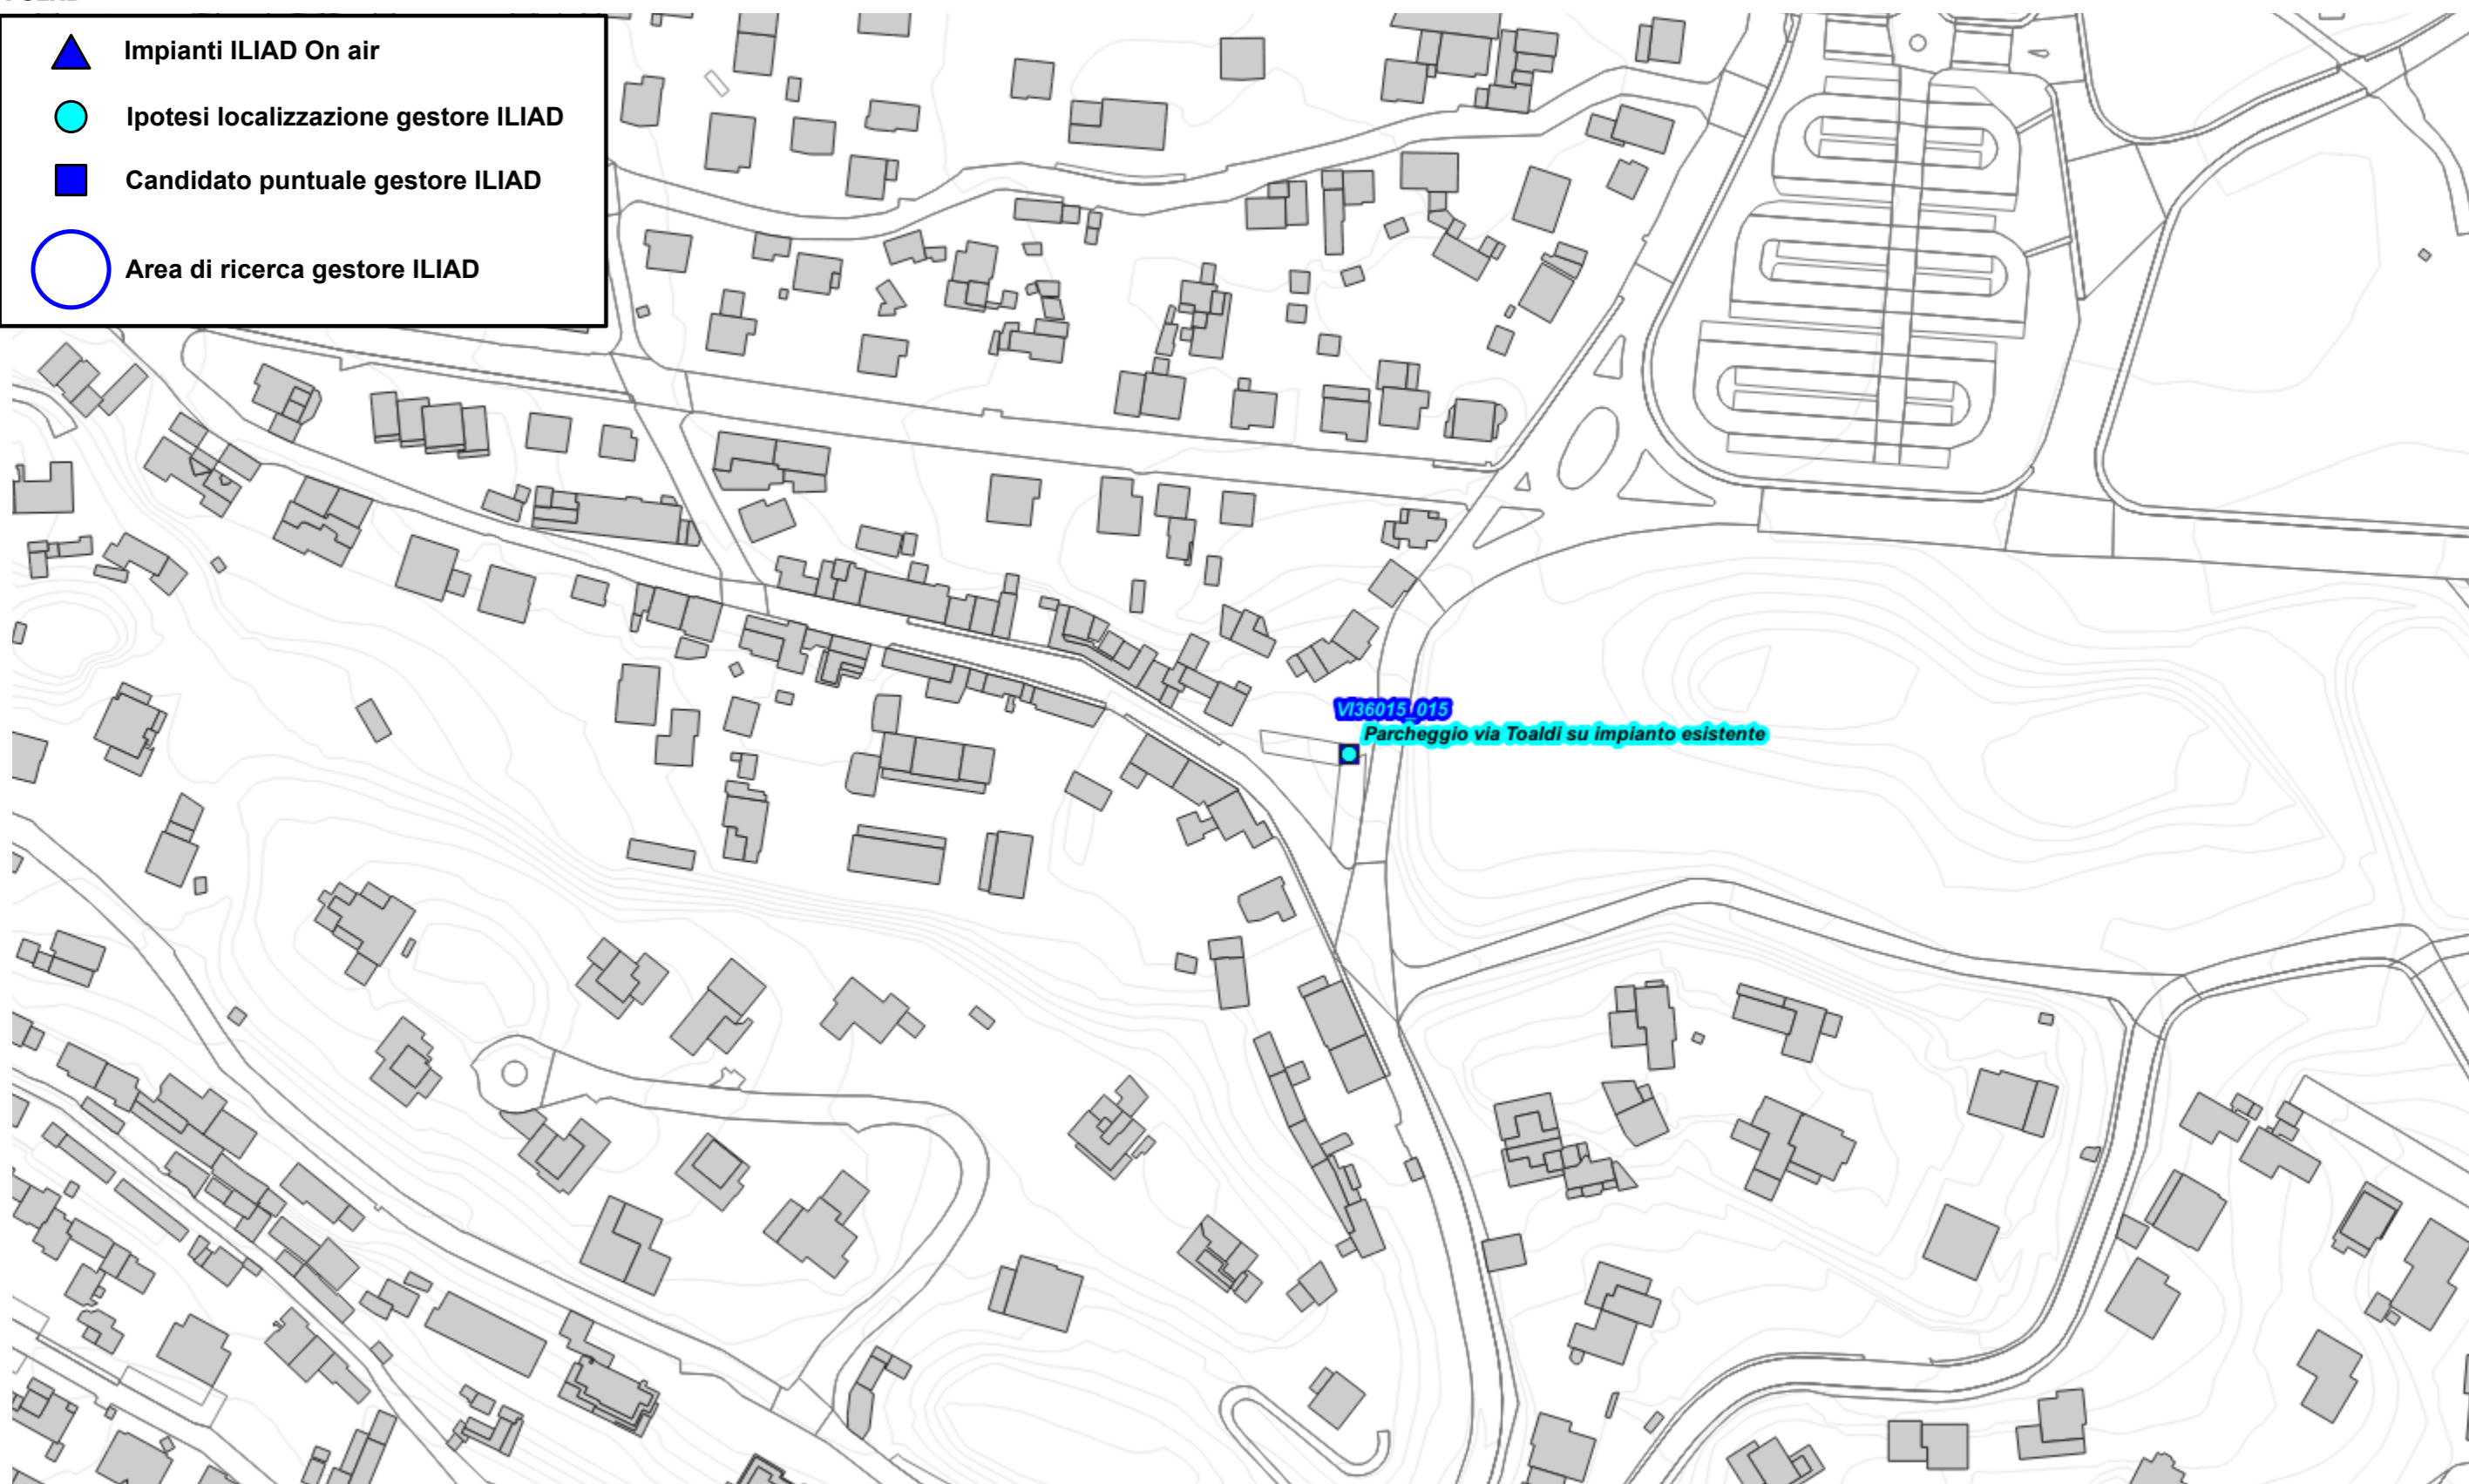 Impianti ILIAD On air
Ipotesi localizzazione gestore ILIAD
Candidato puntuale gestore ILIAD
Area di ricerca gestore ILIAD
VI36015_015
Parcheggio via Toaldi su impianto esistente